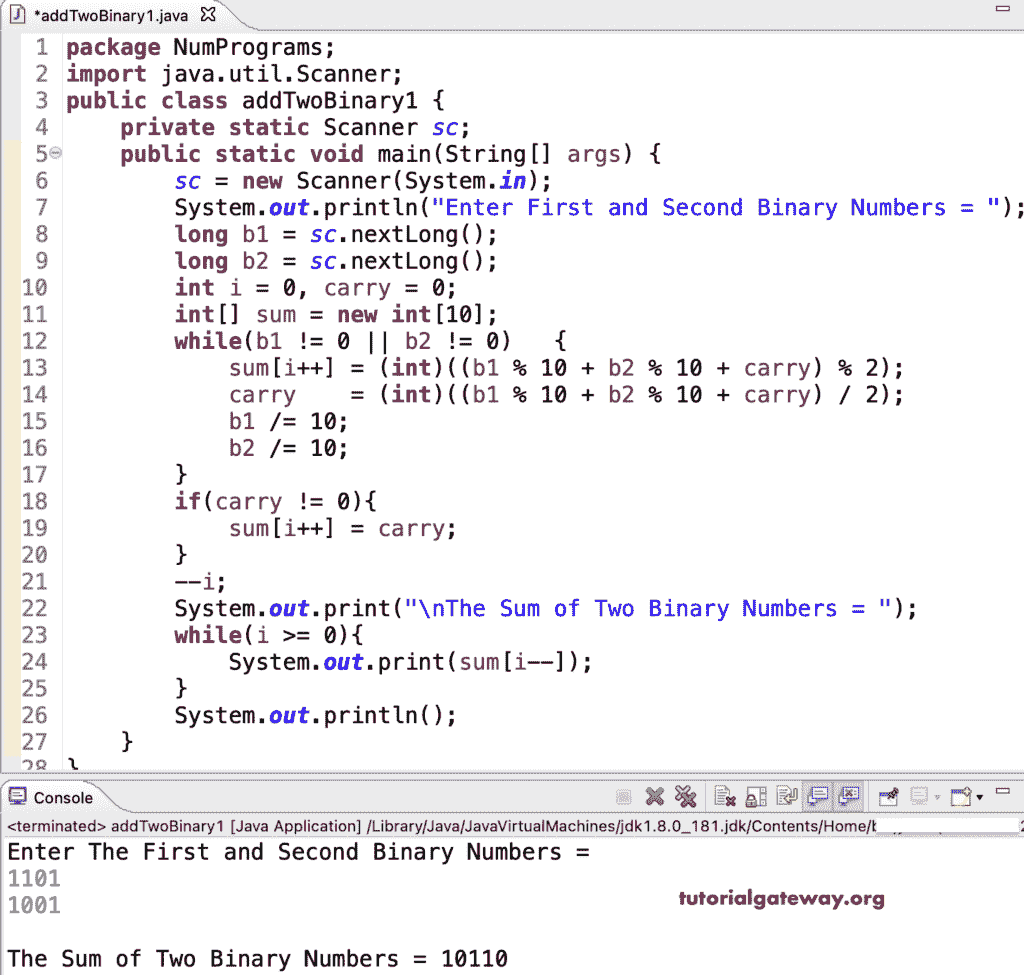 *addTwoBinary1.java
1 package NumPrograms;
2 import java.util.Scanner;
3 public class addTwoBinary1 {
4     private static Scanner sc;
5     public static void main(String[] args) {
6         sc = new Scanner(System.in);
7         System.out.println("Enter First and Second Binary Numbers = ");
8         long b1 = sc.nextLong();
9         long b2 = sc.nextLong();
10         int i = 0, carry = 0;
11         int[] sum = new int[10];
12         while(b1 != 0 || b2 != 0)   {
13             sum[i++] = (int)((b1 % 10 + b2 % 10 + carry) % 2);
14             carry    = (int)((b1 % 10 + b2 % 10 + carry) / 2);
15             b1 /= 10;
16             b2 /= 10;
17         }
18         if(carry != 0){
19             sum[i++] = carry;
20         }
21         --i;
22         System.out.print("\nThe Sum of Two Binary Numbers = ");
23         while(i >= 0){
24             System.out.print(sum[i--]);
25         }
26         System.out.println();
27     }
28 }
Console
<terminated> addTwoBinary1 [Java Application] /Library/Java/JavaVirtualMachines/jdk1.8.0_181.jdk/Contents/Home/
Enter The First and Second Binary Numbers =
1101
1001
tutorialgateway.org
The Sum of Two Binary Numbers = 10110